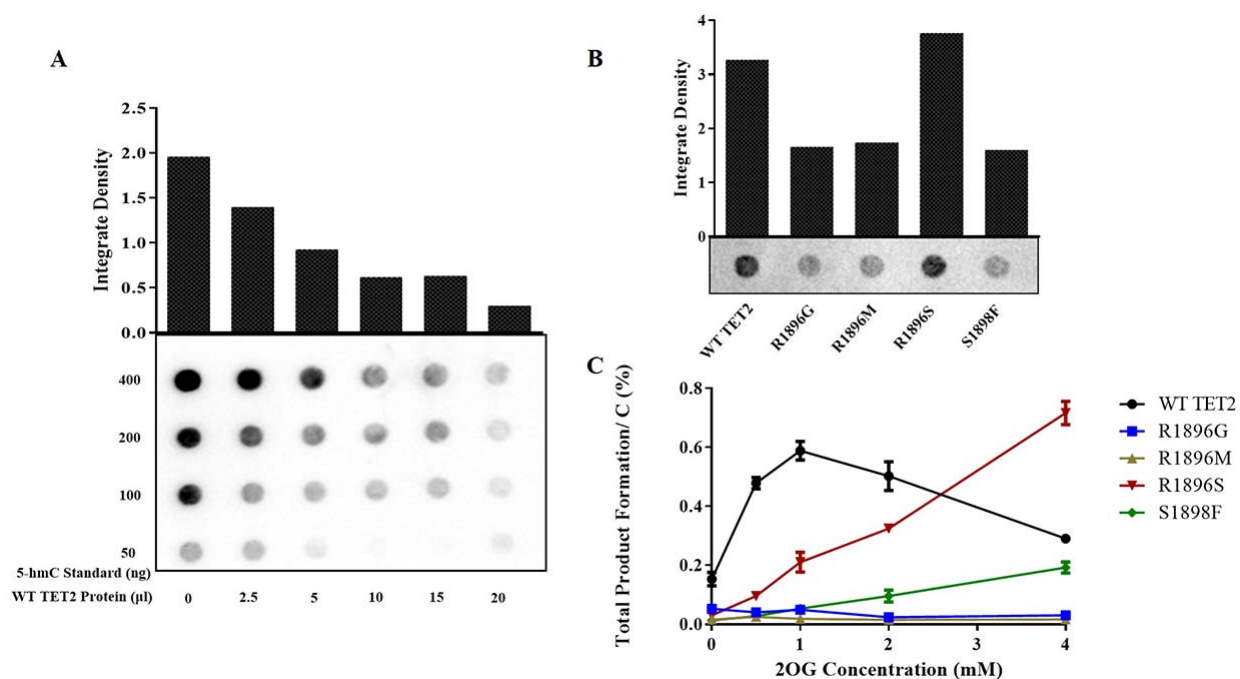 A
2.5
2.0
1.5
1.0
0.5
0.0
Integrate Density
400
200
100
50
5-hmC Standard (ng)
WT TET2 Protein (µl) 0 2.5 5 10 15 20
B
4
3
2
1
0
Integrate Density
WT TET2 R1896G R1896M R1896S S1898F
C
0.8
0.6
0.4
0.2
0.0
Total Product Formation/ C (%)
0 1 2 3 4
2OG Concentration (mM)
WT TET2
R1896G
R1896M
R1896S
S1898F